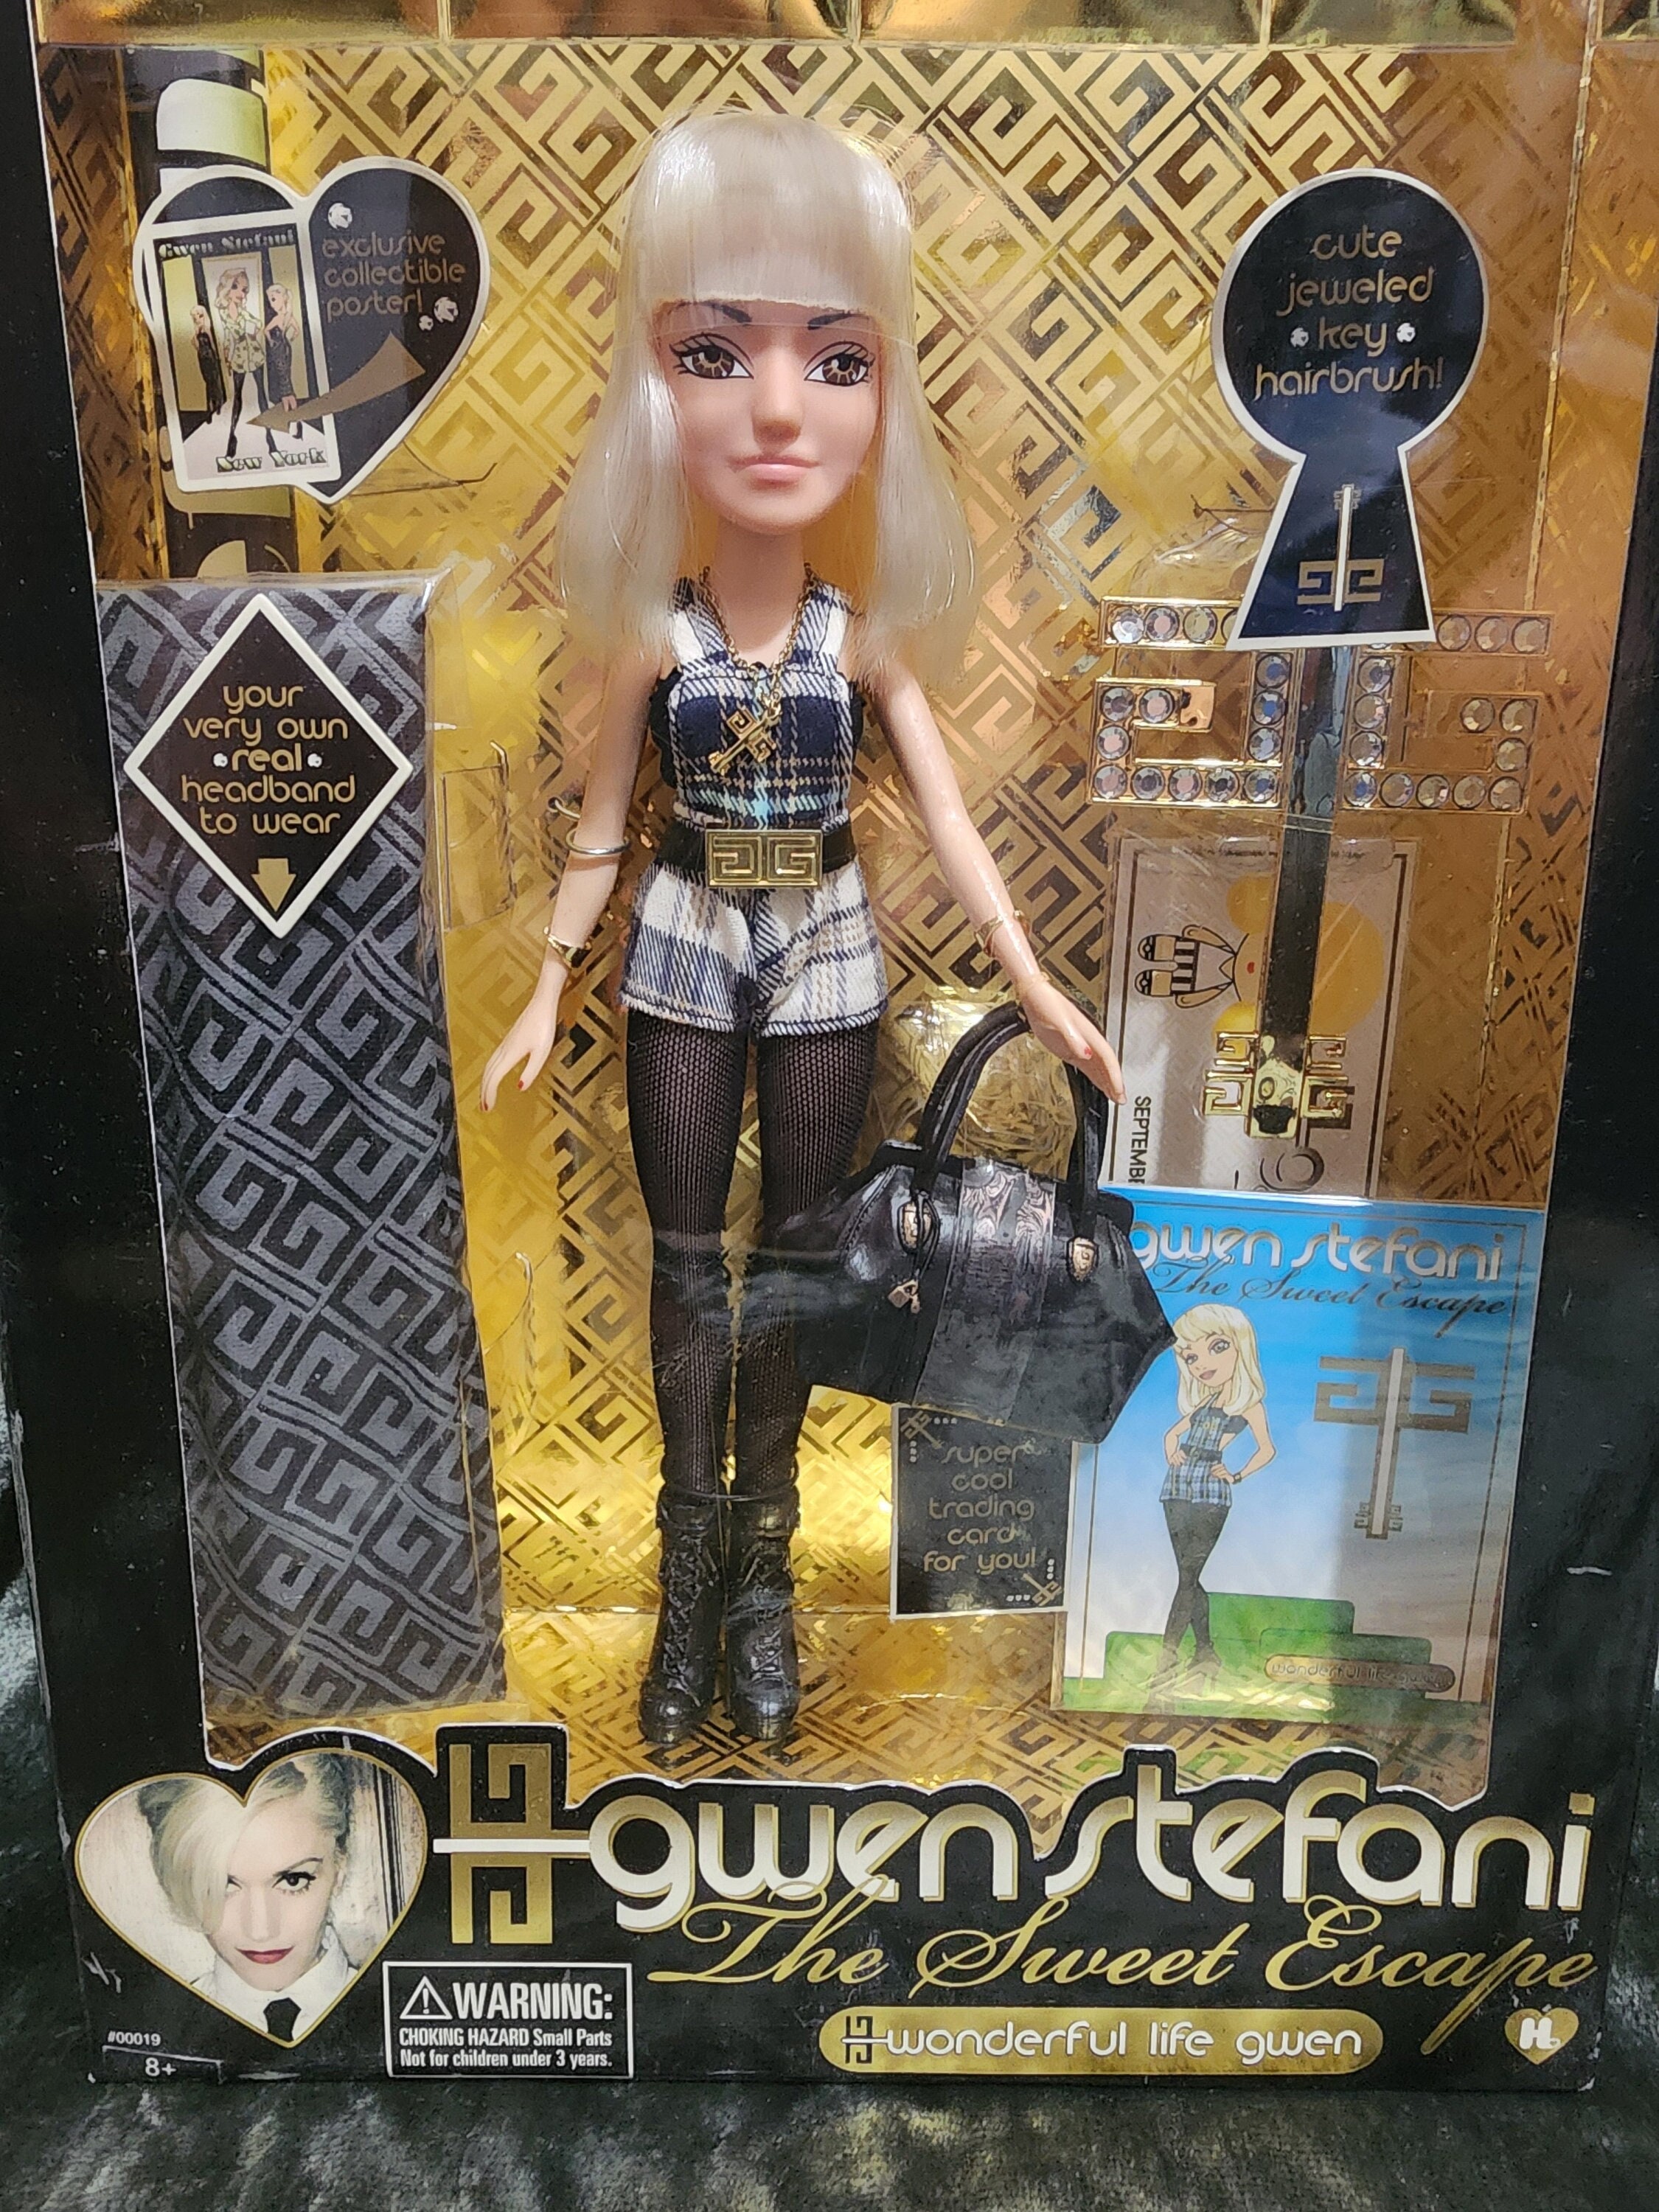 Gwen Stefani
New York
exclusive
collectible
poster!
cute
jeweled
key
hairbrush!
your
very own
real
headband
to wear
SEPTEMBE
gwen stefani
The Sweet Escape
wonderful life gwen
super
cool
trading
card
for you!
gwen stefani
The Sweet Escape
wonderful life gwen
WARNING:
CHOKING HAZARD Small Parts
Not for children under 3 years.
#00019
8+
HL